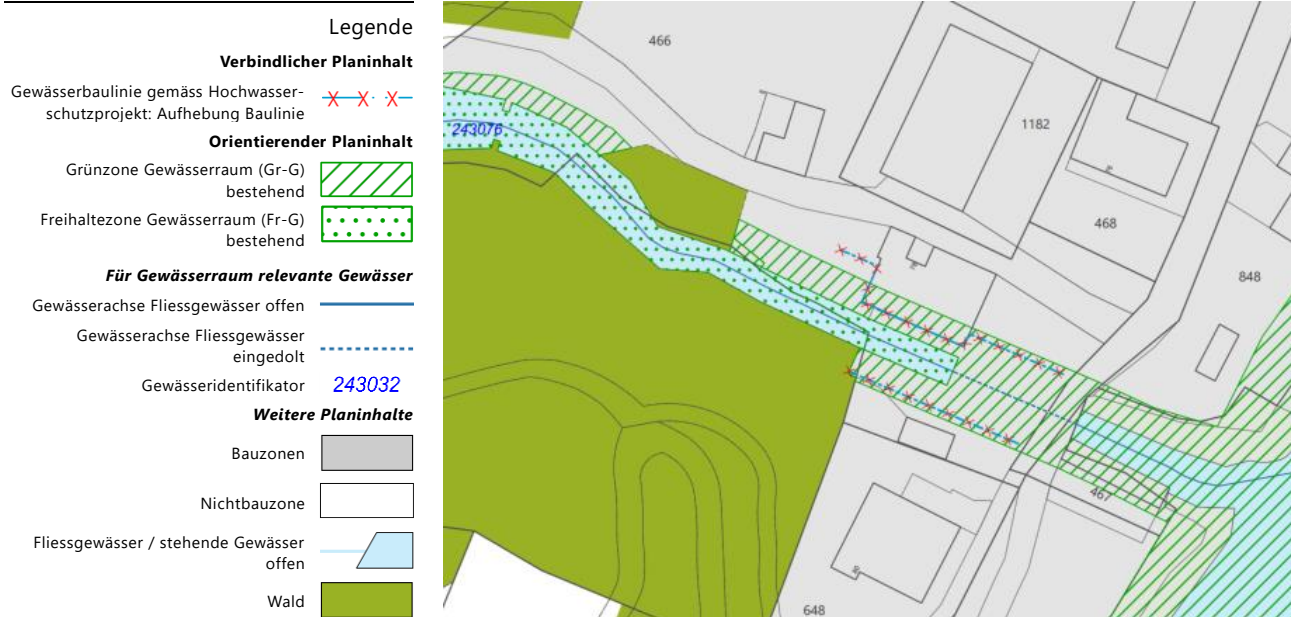 Legende
Verbindlicher Planinhalt
Gewässerbaulinie gemäss Hochwasser-
schutzprojekt: Aufhebung Baulinie
Orientierender Planinhalt
Grünzone Gewässerraum (Gr-G)
bestehend
Freihaltezone Gewässerraum (Fr-G)
bestehend
Für Gewässerraum relevante Gewässer
Gewässerachse Fliessgewässer offen
Gewässerachse Fliessgewässer
eingedolt
Gewässeridentifikator 243032
Weitere Planinhalte
Bauzonen
Nichtbauzone
Fliessgewässer / stehende Gewässer
offen
Wald
466
243076
1182
468
848
467
648